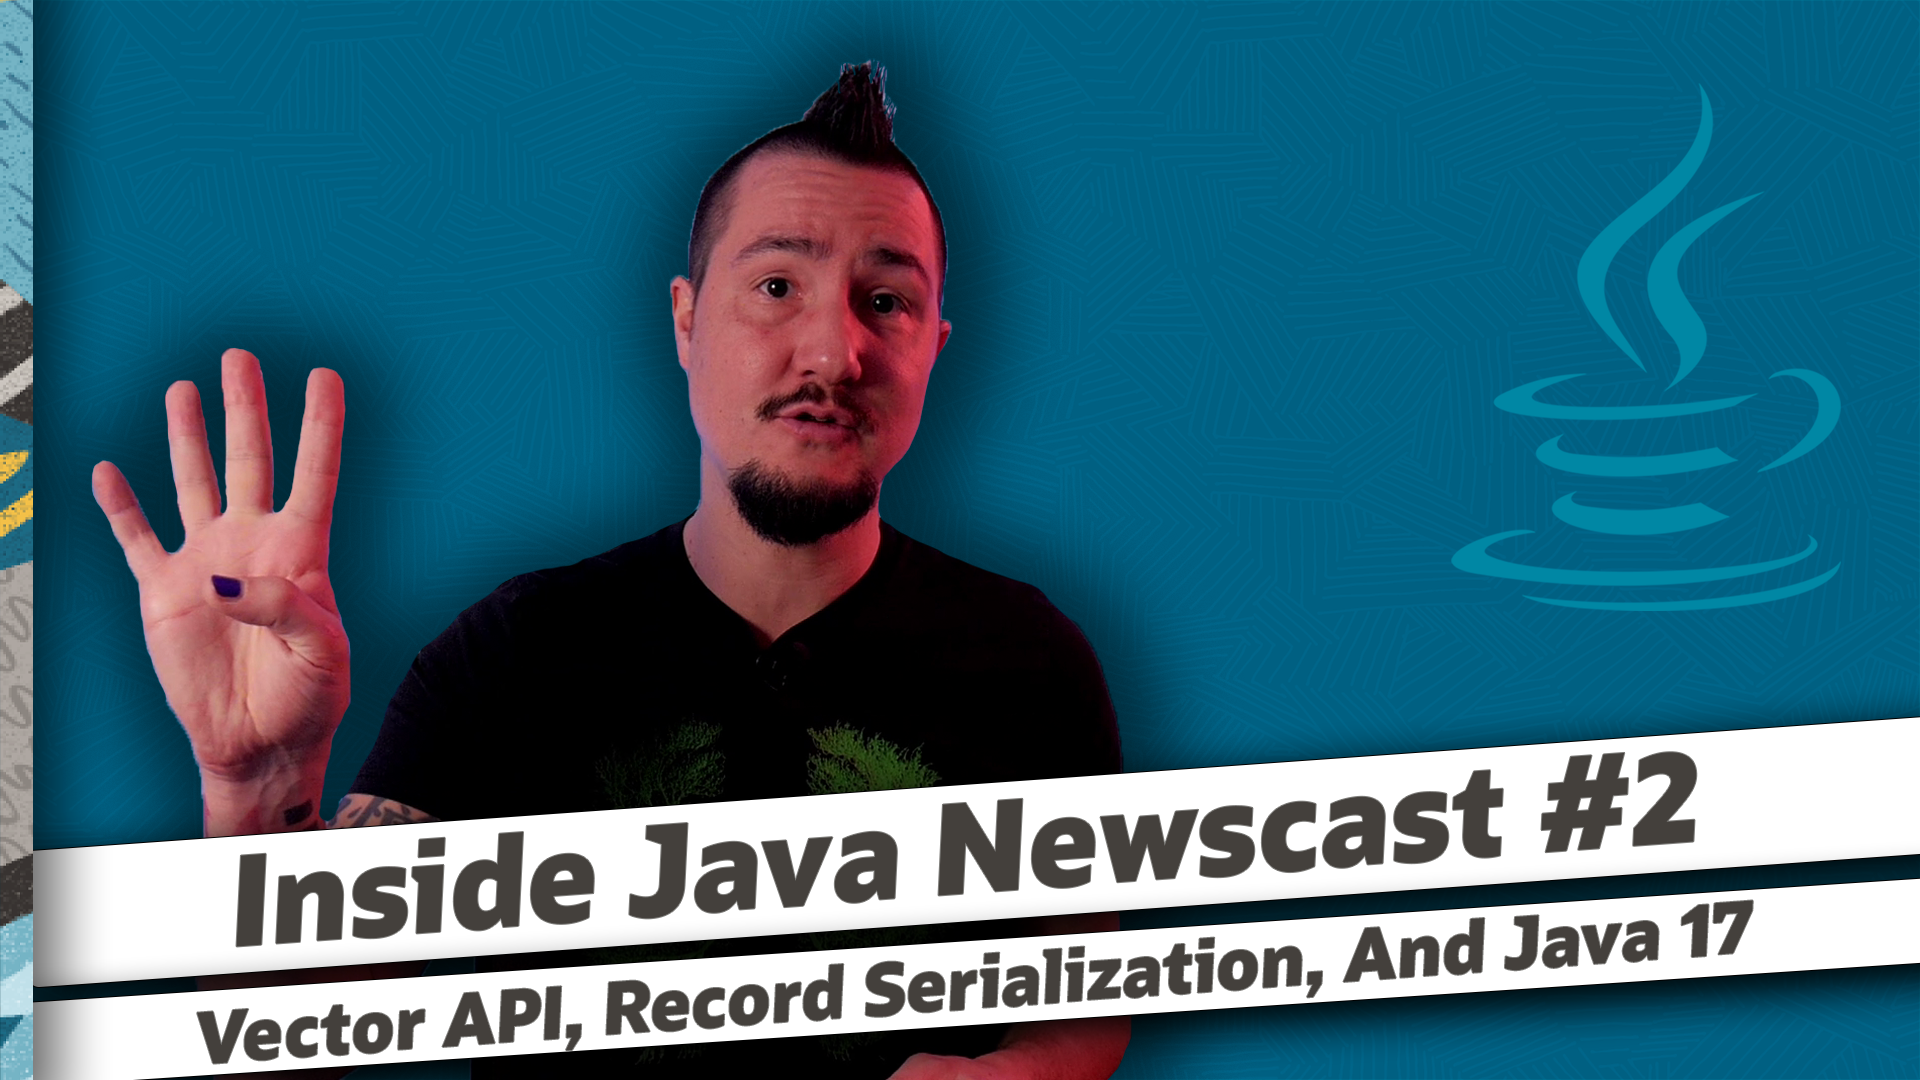 Inside Java Newscast #2
Vector API, Record Serialization, And Java 17